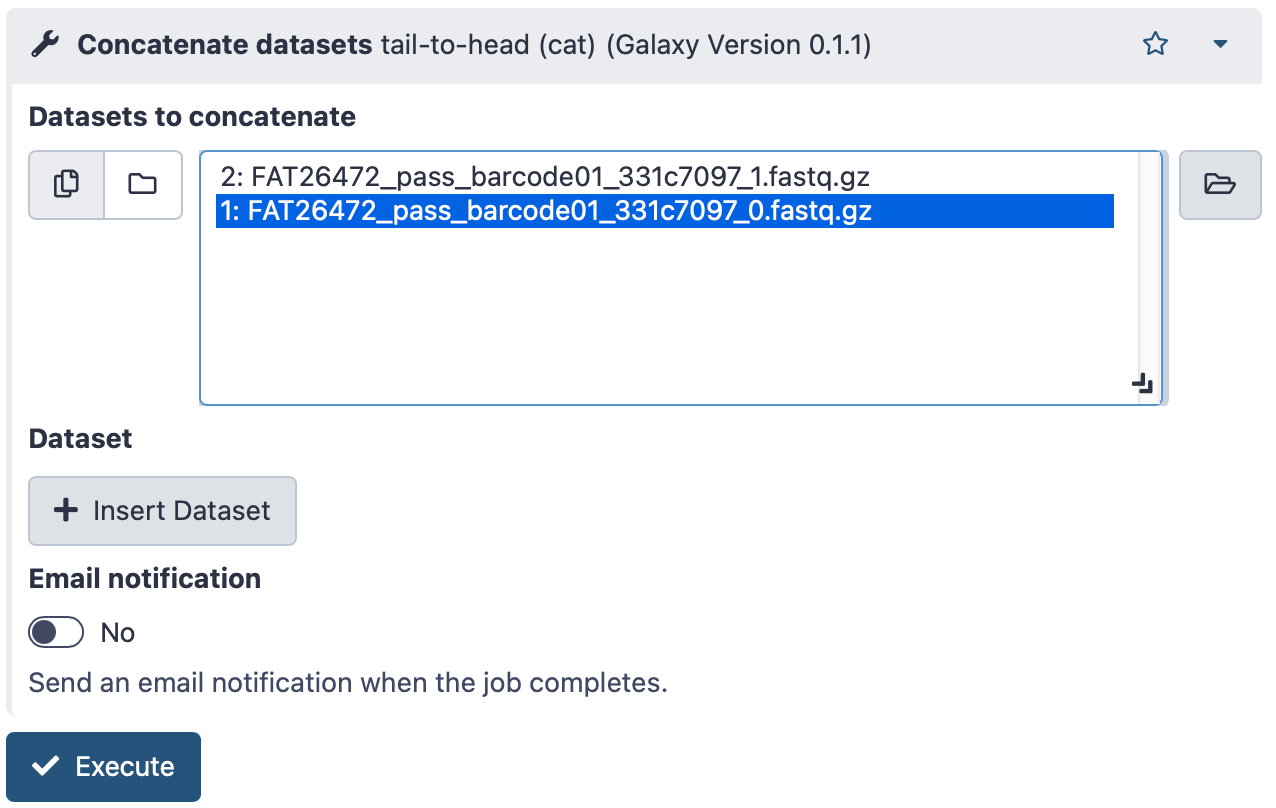 Concatenate datasets tail-to-head (cat) (Galaxy Version 0.1.1)
Datasets to concatenate
2: FAT26472_pass_barcode01_331c7097_1.fastq.gz
1: FAT26472_pass_barcode01_331c7097_0.fastq.gz
Dataset
Insert Dataset
Email notification
No
Send an email notification when the job completes.
Execute